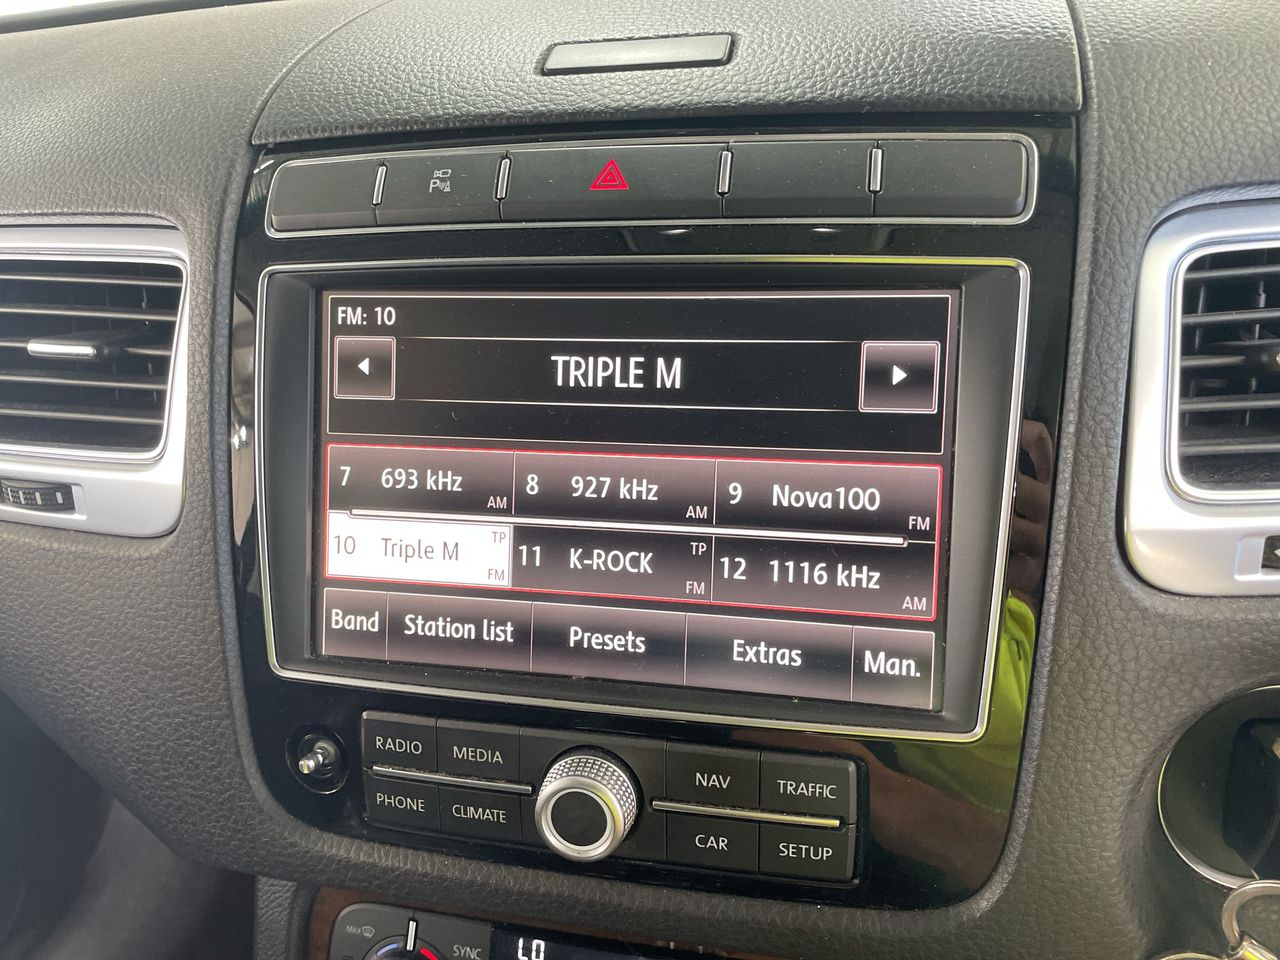 P
FM: 10
TRIPLE M
7 693 kHz AM
8 927 kHz AM
9 Nova100 FM
10 Triple M TP FM
11 K-ROCK TP FM
12 1116 kHz AM
Band Station list Presets Extras Man.
RADIO MEDIA NAV TRAFFIC
PHONE CLIMATE CAR SETUP
MAX SYNC LO